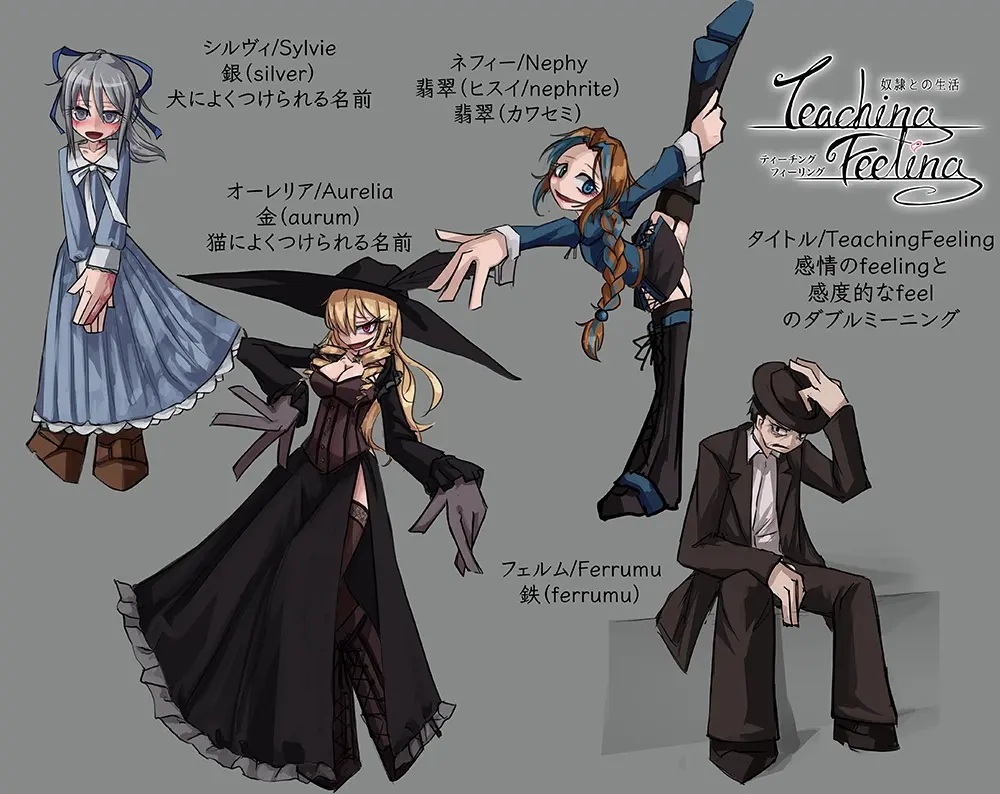 シルヴィ/Sylvie
銀(silver)
犬によくつけられる名前
ネフィー/Nephy
翡翠(ヒスイ/nephrite)
翡翠(カワセミ)
奴隷との生活
Teaching
Feeling
ティーチング
フィーリング
オーレリア/Aurelia
金(aurum)
猫によくつけられる名前
タイトル/TeachingFeeling
感情のfeelingと
感度的なfeel
のダブルミーニング
フェルム/Ferrumu
鉄(ferrumu)